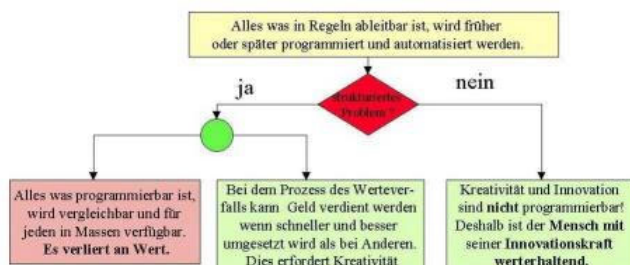 Alles was in Regeln ableitbar ist, wird früher
oder später programmiert und automatisiert werden.
ja
nein
strukturiertes
Problem ?
Alles was programmierbar ist,
wird vergleichbar und für
jeden in Massen verfügbar.
Es verliert an Wert.
Bei dem Prozess des Wertever-
falls kann Geld verdient werden
wenn schneller und besser
umgesetzt wird als bei Anderen.
Dies erfordert Kreativität
Kreativität und Innovation
sind nicht programmierbar!
Deshalb ist der Mensch mit
seiner Innovationskraft
werterhaltend.